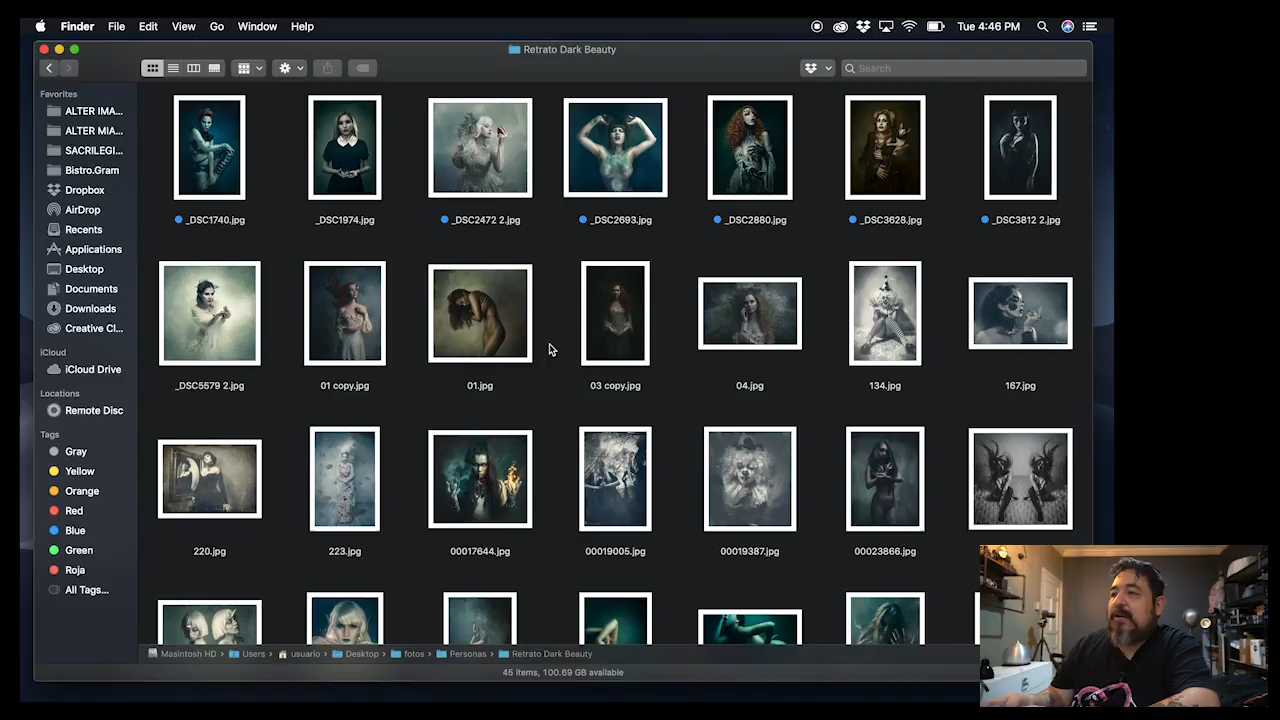 Finder File Edit View Go Window Help Tue 4:46 PM
Retrato Dark Beauty
Search
Favorites
ALTER IMA...
ALTER MIA...
SACRILEGI...
Bistro.Gram
Dropbox
AirDrop
Recents
Applications
Desktop
Documents
Downloads
Creative Cl...
iCloud
iCloud Drive
Locations
Remote Disc
Tags
Gray
Yellow
Orange
Red
Blue
Green
Roja
All Tags...
_DSC1740.jpg _DSC1974.jpg _DSC2472 2.jpg _DSC2693.jpg _DSC2880.jpg _DSC3628.jpg _DSC3812 2.jpg
_DSC5579 2.jpg 01 copy.jpg 01.jpg 03 copy.jpg 04.jpg 134.jpg 167.jpg
220.jpg 223.jpg 00017644.jpg 00019005.jpg 00019387.jpg 00023866.jpg
Masintosh HD › Users › usuario › Desktop › fotos › Personas › Retrato Dark Beauty
45 items, 100.69 GB available